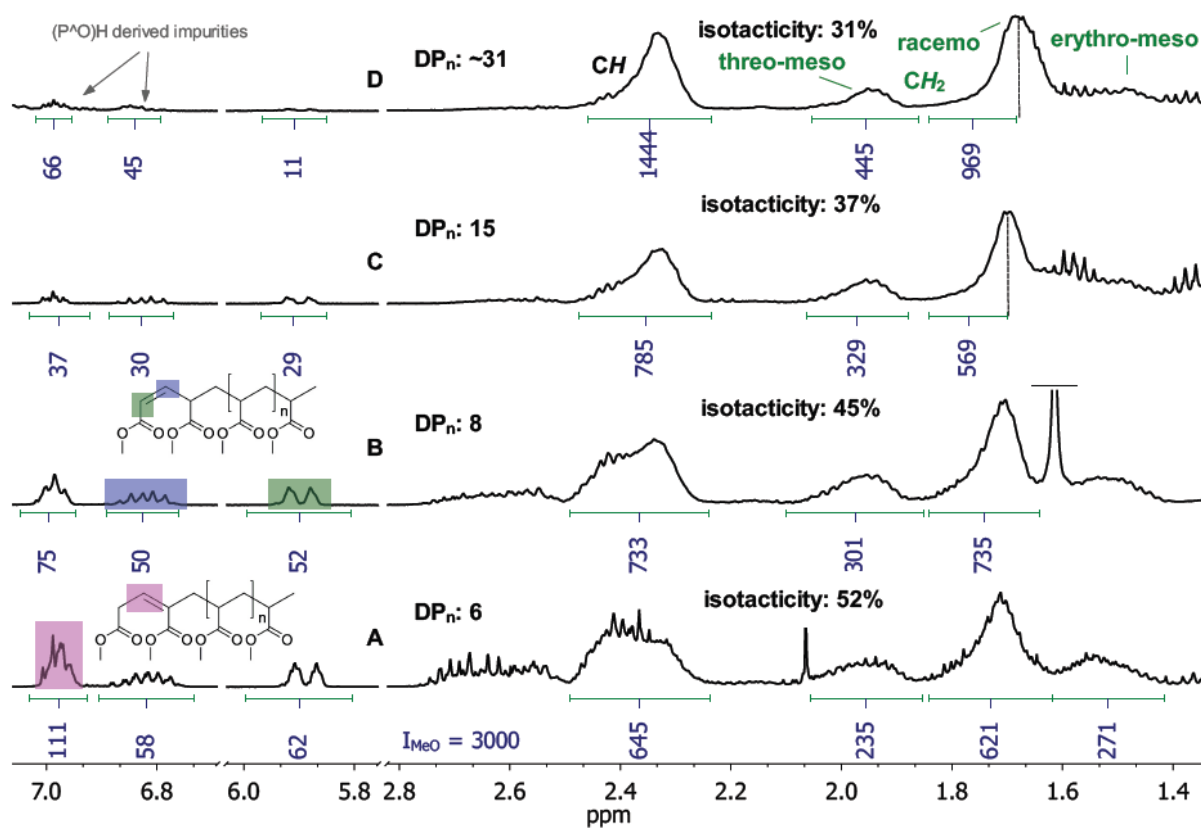 (P^O)H derived impurities
isotacticity: 31%
racemo
erythro-meso
DPn: ~31
CH
threo-meso
CH2
D
66
45
11
1444
445
969
isotacticity: 37%
DPn: 15
C
37
30
29
785
329
569
n
O O O O O O O O
isotacticity: 45%
DPn: 8
B
75
50
52
733
301
735
n
O O O O O O O O
isotacticity: 52%
DPn: 6
A
111
58
62
IMeO = 3000
645
235
621
271
7.0 6.8 6.0 5.8 2.8 2.6 2.4 2.2 2.0 1.8 1.6 1.4
ppm